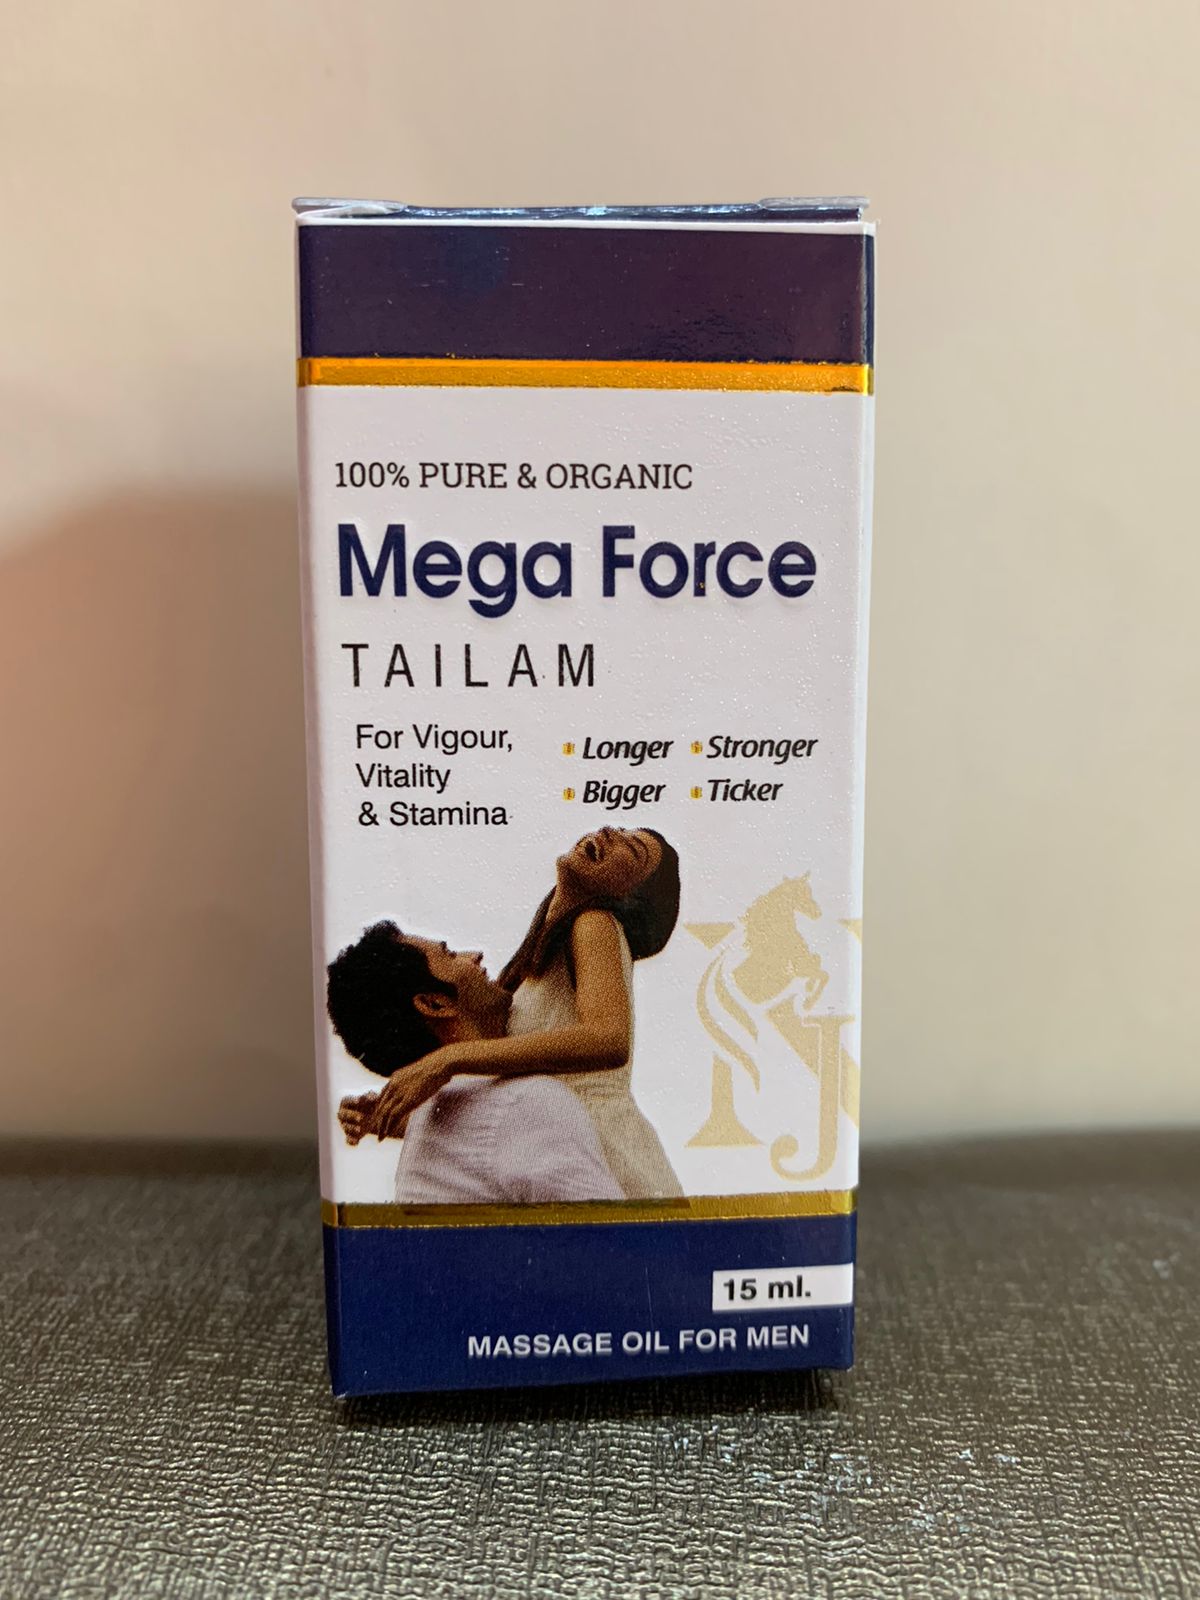 100% PURE & ORGANIC
Mega Force
TAILAM
For Vigour,
Vitality
& Stamina
Longer Stronger
Bigger Ticker
15 ml.
MASSAGE OIL FOR MEN